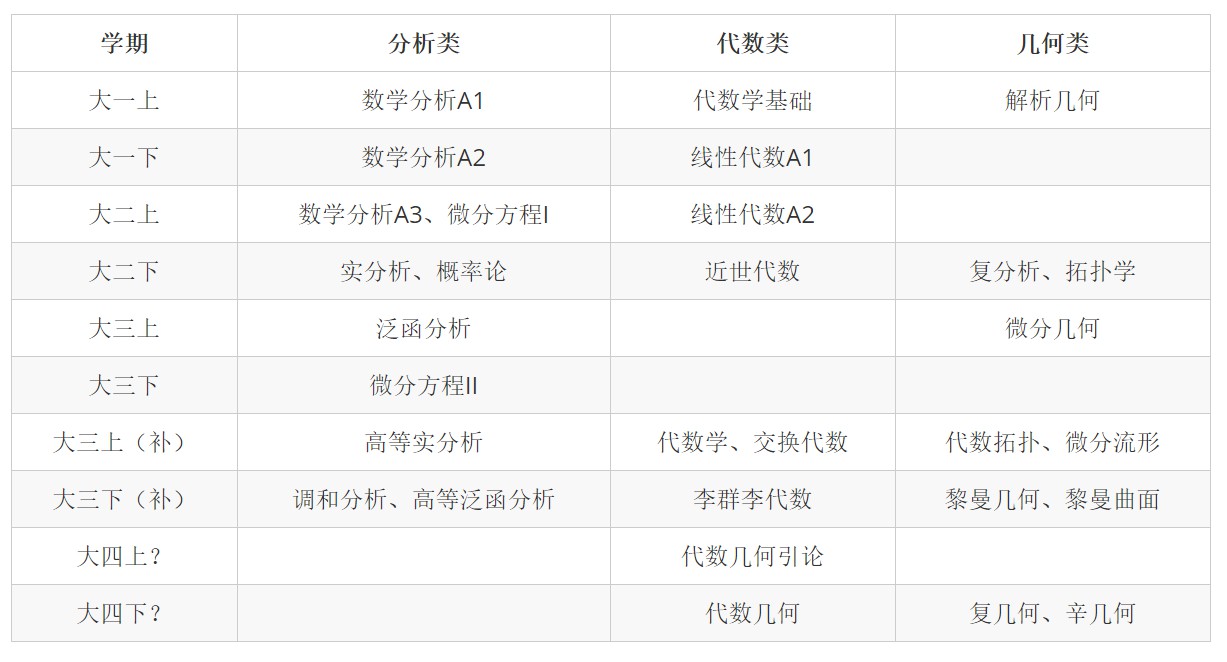 学期 分析类 代数类 几何类
大一上 数学分析A1 代数学基础 解析几何
大一下 数学分析A2 线性代数A1
大二上 数学分析A3、微分方程I 线性代数A2
大二下 实分析、概率论 近世代数 复分析、拓扑学
大三上 泛函分析 微分几何
大三下 微分方程II
大三上（补） 高等实分析 代数学、交换代数 代数拓扑、微分流形
大三下（补） 调和分析、高等泛函分析 李群李代数 黎曼几何、黎曼曲面
大四上？ 代数几何引论
大四下？ 代数几何 复几何、辛几何